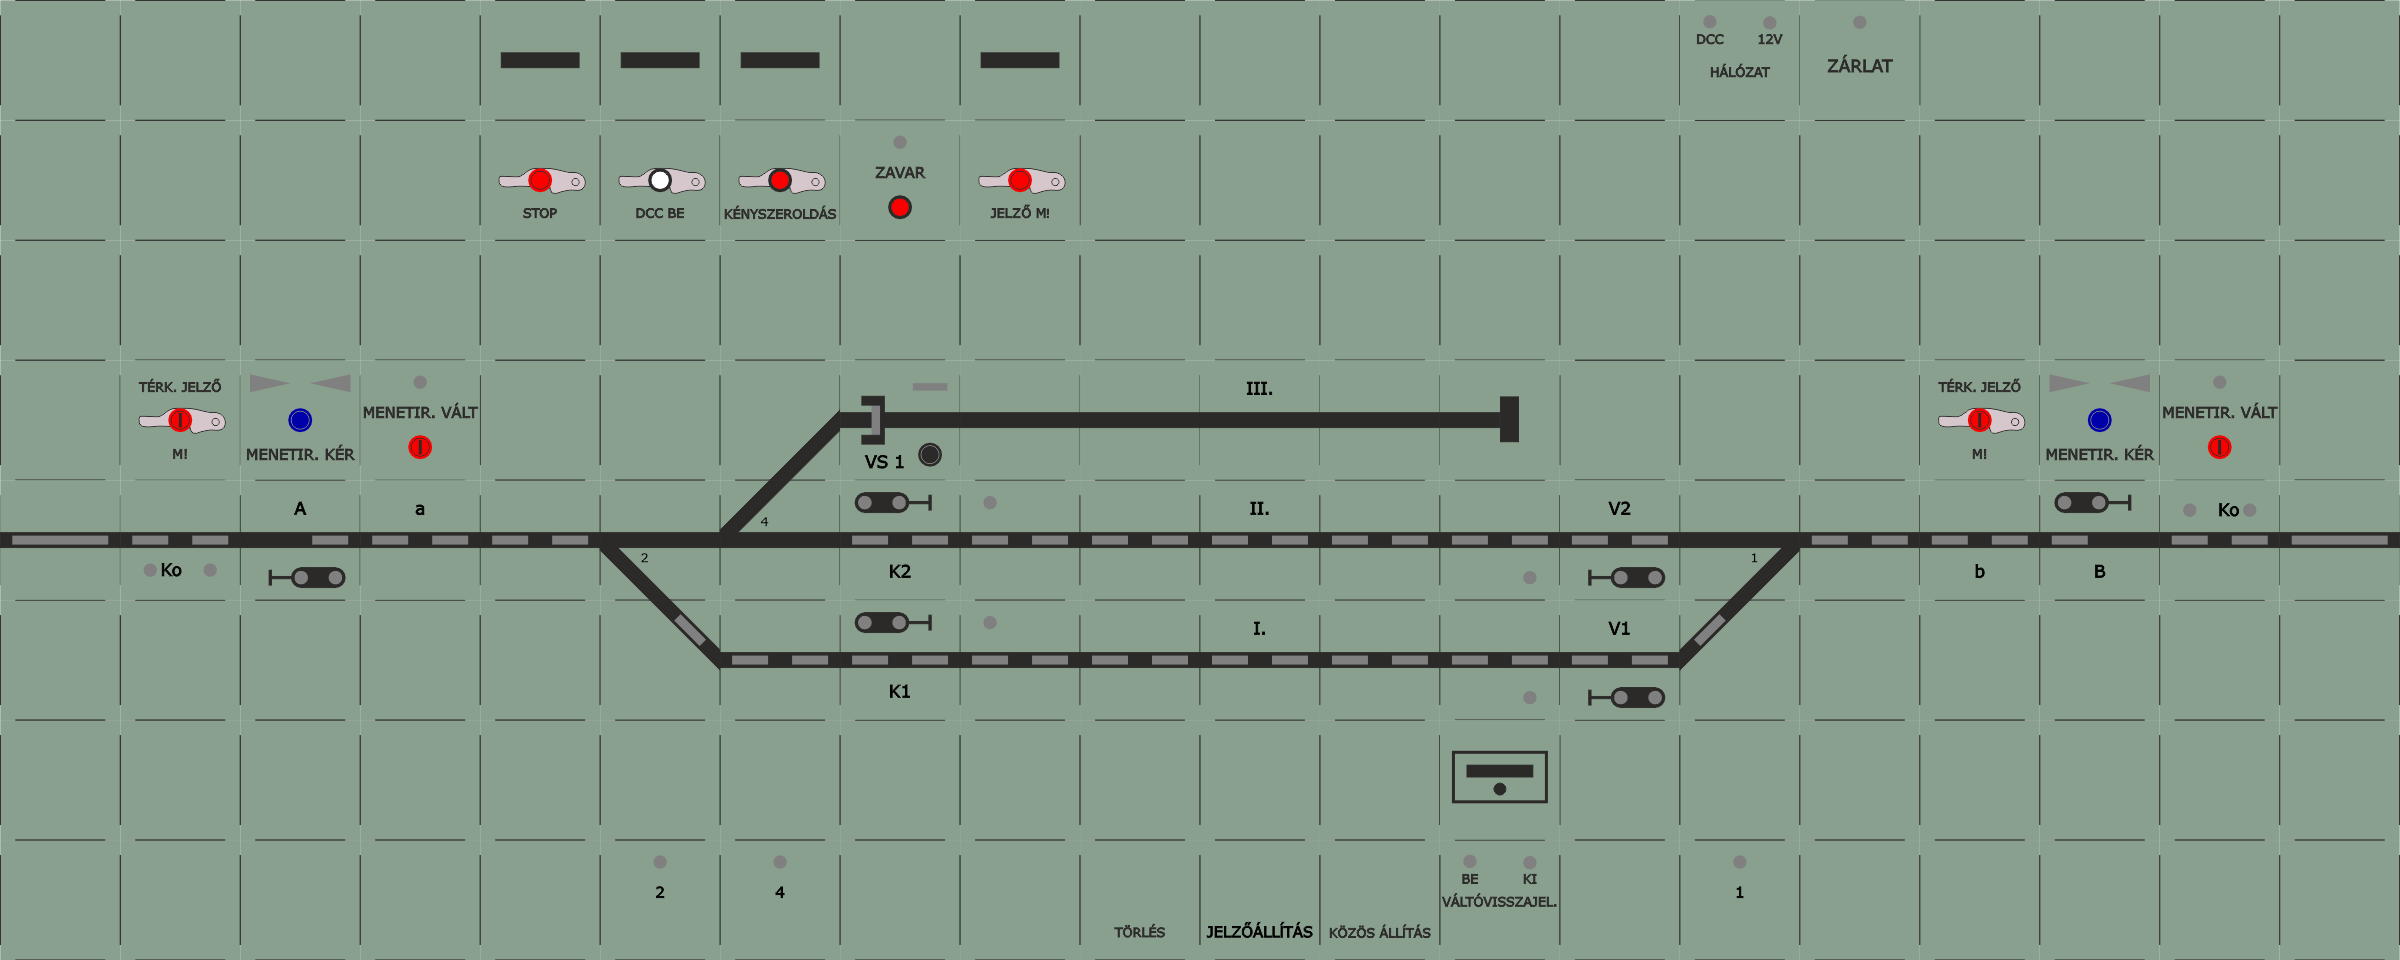 DCC 12V
HÁLÓZAT
ZÁRLAT
STOP
DCC BE
KÉNYSZEROLDÁS
ZAVAR
JELZŐ M!
TÉRK. JELZŐ
M!
MENETIR. KÉR
MENETIR. VÁLT
III.
VS 1
TÉRK. JELZŐ
M!
MENETIR. KÉR
MENETIR. VÁLT
A
a
4
II.
V2
Ko
Ko
2
K2
1
b
B
I.
V1
K1
2
4
BE KI
VÁLTÓVISSZAJEL.
1
TÖRLÉS
JELZŐÁLLÍTÁS
KÖZÖS ÁLLÍTÁS